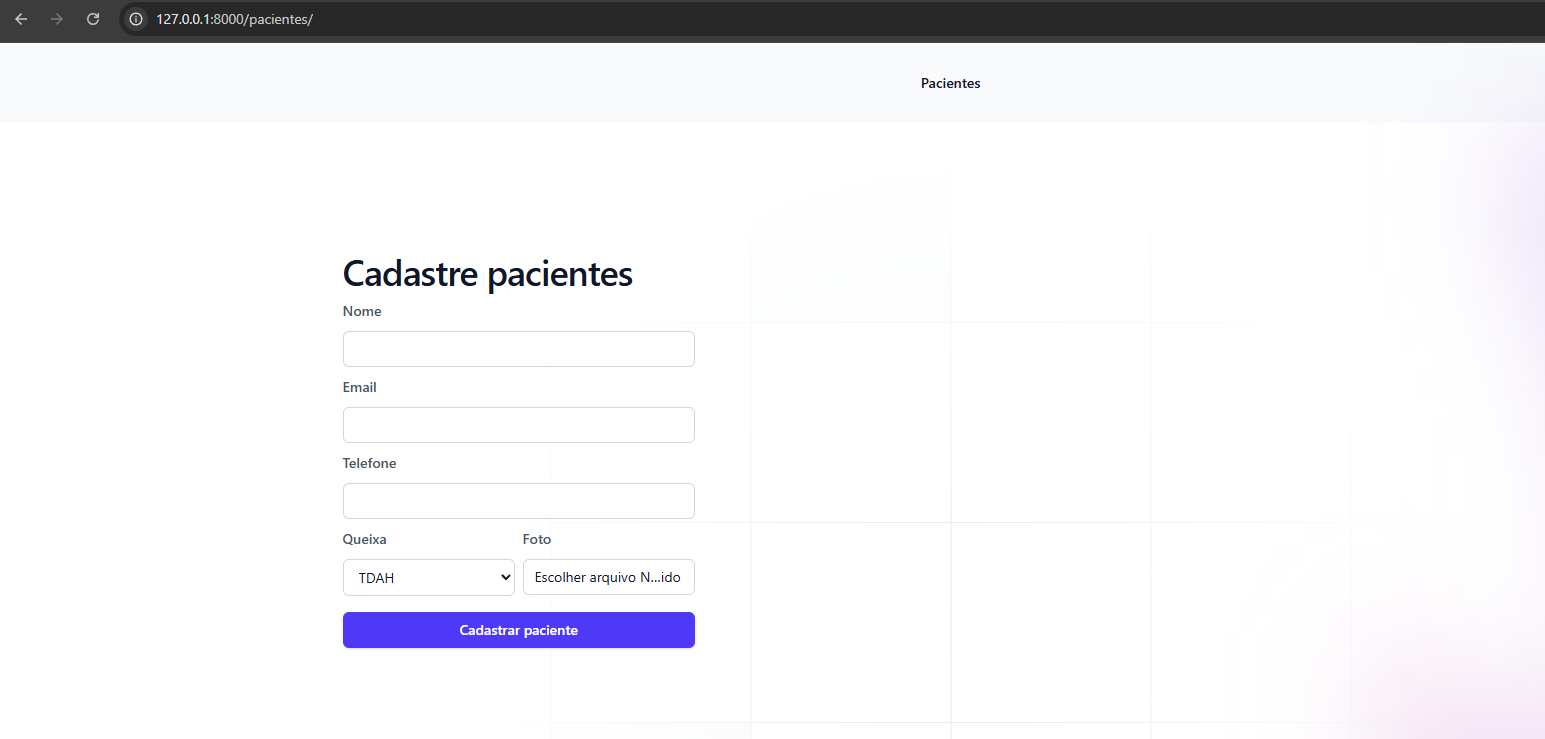 127.0.0.1:8000/pacientes/
Pacientes
Cadastre pacientes
Nome
Email
Telefone
Queixa Foto
TDAH Escolher arquivo N...ido
Cadastrar paciente